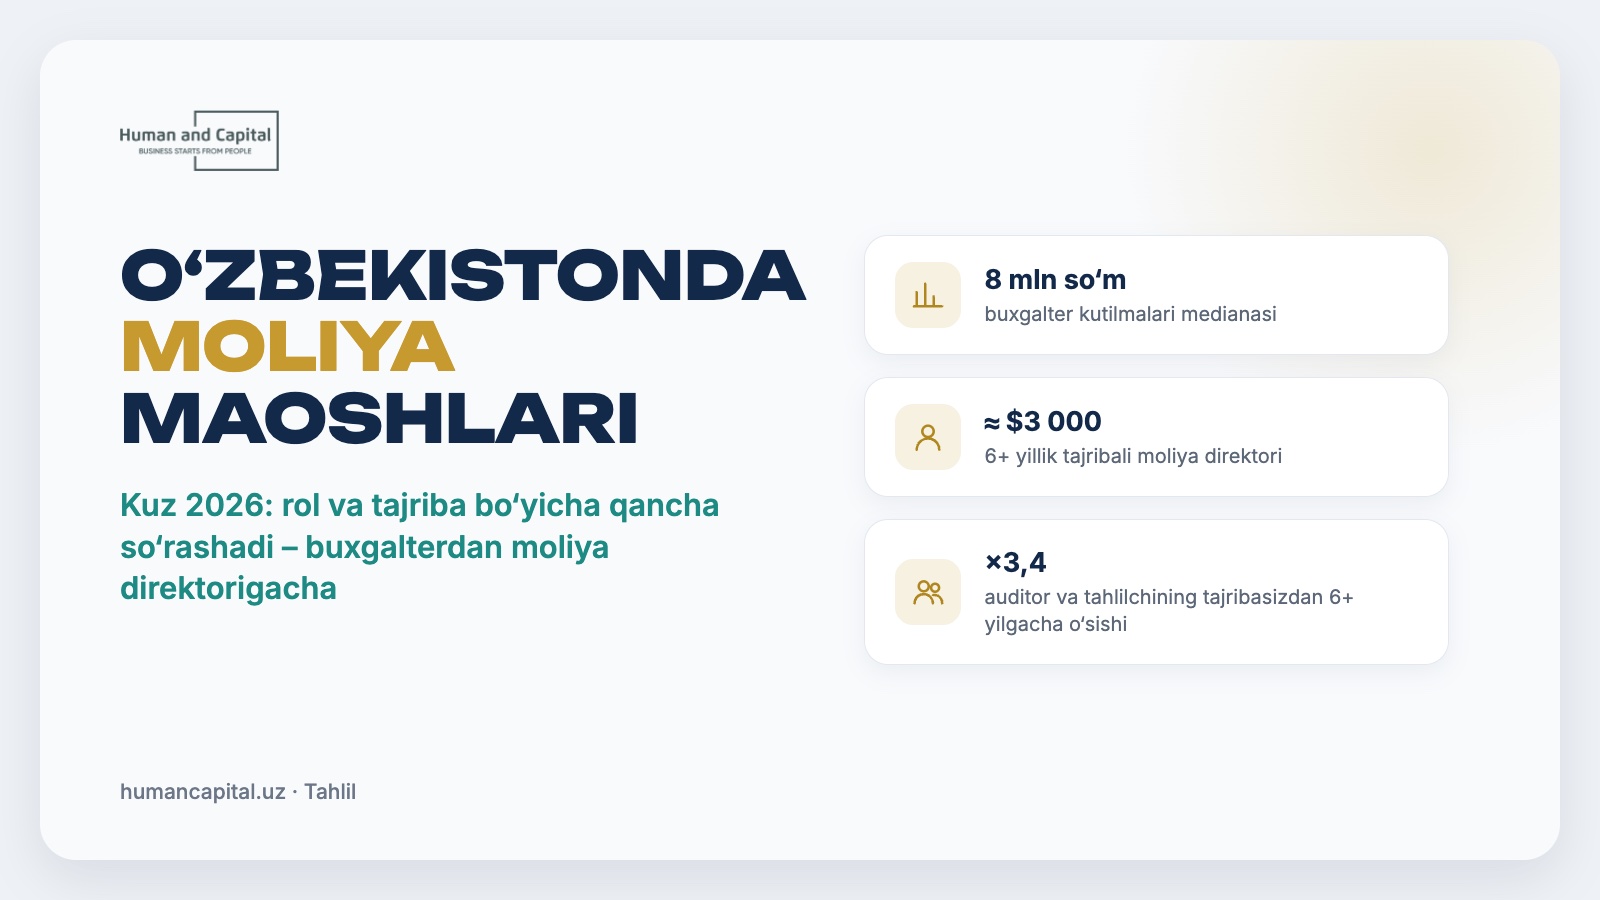 Human and Capital
BUSINESS STARTS FROM PEOPLE
O‘ZBEKISTONDA
MOLIYA
MAOSHLARI
Kuz 2026: rol va tajriba bo‘yicha qancha
so‘rashadi – buxgalterdan moliya
direktorigacha
8 mln so‘m
buxgalter kutilmalari medianasi
≈ $3 000
6+ yillik tajribali moliya direktori
×3,4
auditor va tahlilchining tajribasizdan 6+
yilgacha o‘sishi
humancapital.uz · Tahlil